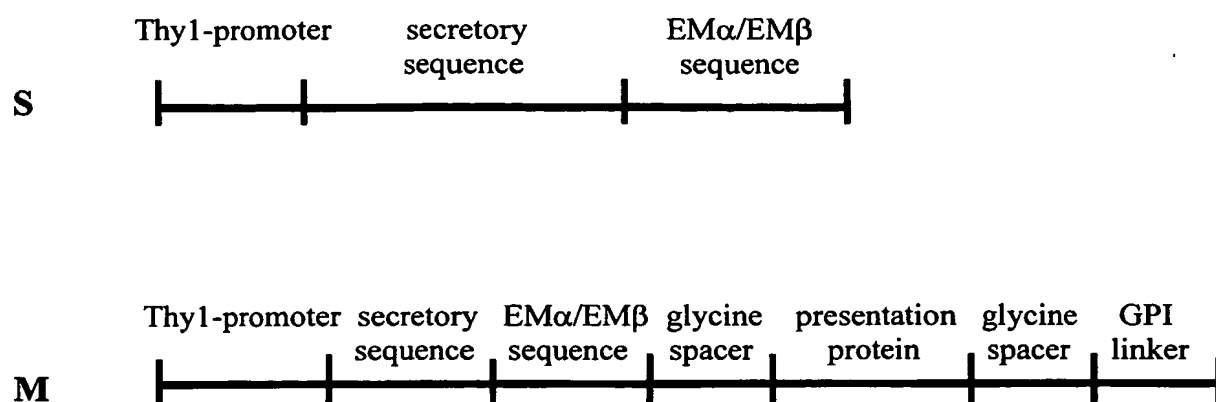 Thy1-promoter secretory EMα/EMβ
sequence sequence
S
Thy1-promoter secretory EMα/EMβ glycine presentation glycine GPI
sequence sequence spacer protein spacer linker
M